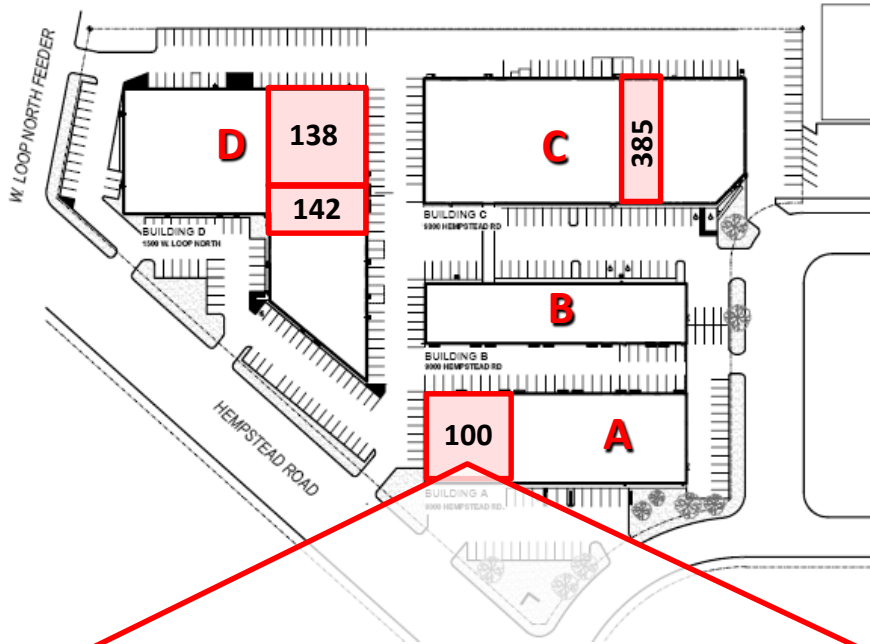 W. LOOP NORTH FEEDER
D
138
142
BUILDING D
1500 W. LOOP NORTH
C
385
BUILDING C
9000 HEMPSTEAD RD
B
BUILDING B
9000 HEMPSTEAD RD
HEMPSTEAD ROAD
100
A
BUILDING A
9000 HEMPSTEAD RD.